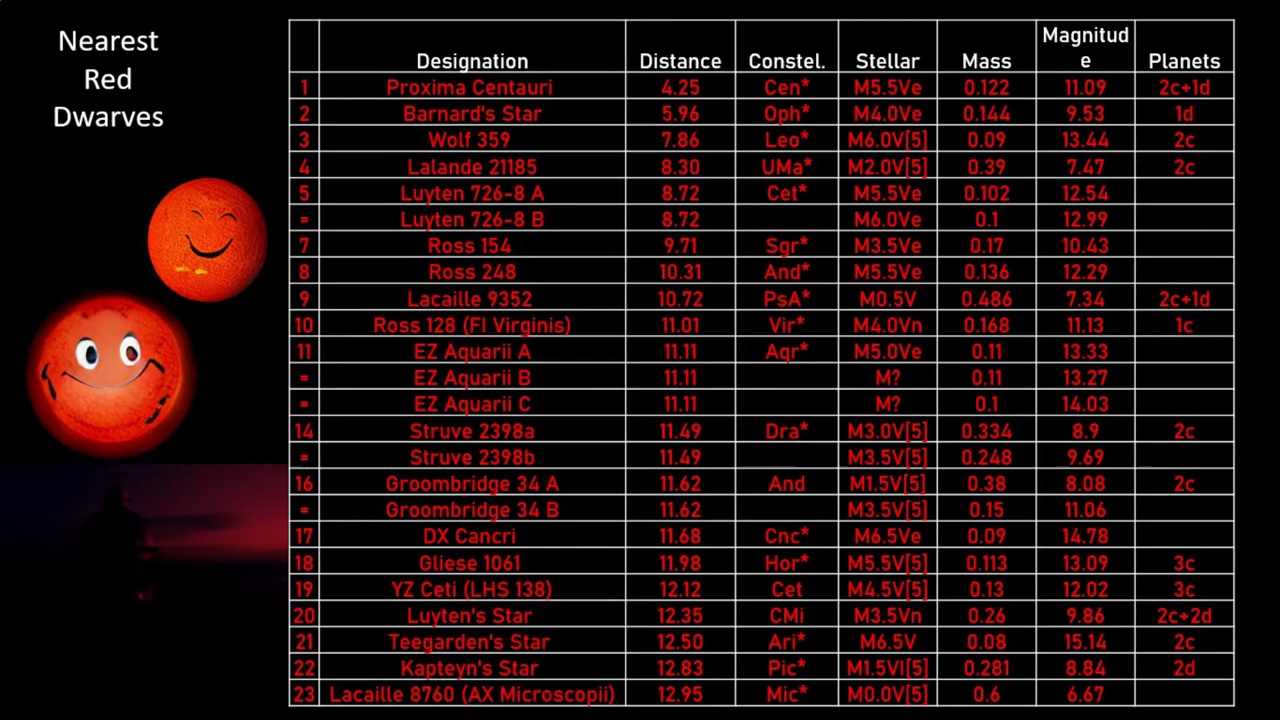 Nearest
Red
Dwarves
Designation Distance Constel. Stellar Mass Magnitud
e Planets
1 Proxima Centauri 4.25 Cen* M5.5Ve 0.122 11.09 2c+1d
2 Barnard's Star 5.96 Oph* M4.0Ve 0.144 9.53 1d
3 Wolf 359 7.86 Leo* M6.0V[5] 0.09 13.44 2c
4 Lalande 21185 8.30 UMa* M2.0V[5] 0.39 7.47 2c
5 Luyten 726-8 A 8.72 Cet* M5.5Ve 0.102 12.54
= Luyten 726-8 B 8.72 M6.0Ve 0.1 12.99
7 Ross 154 9.71 Sgr* M3.5Ve 0.17 10.43
8 Ross 248 10.31 And* M5.5Ve 0.136 12.29
9 Lacaille 9352 10.72 PsA* M0.5V 0.486 7.34 2c+1d
10 Ross 128 (FI Virginis) 11.01 Vir* M4.0Vn 0.168 11.13 1c
11 EZ Aquarii A 11.11 Aqr* M5.0Ve 0.11 13.33
= EZ Aquarii B 11.11 M? 0.11 13.27
= EZ Aquarii C 11.11 M? 0.1 14.03
14 Struve 2398a 11.49 Dra* M3.0V[5] 0.334 8.9 2c
= Struve 2398b 11.49 M3.5V[5] 0.248 9.69
16 Groombridge 34 A 11.62 And M1.5V[5] 0.38 8.08 2c
= Groombridge 34 B 11.62 M3.5V[5] 0.15 11.06
17 DX Cancri 11.68 Cnc* M6.5Ve 0.09 14.78
18 Gliese 1061 11.98 Hor* M5.5V[5] 0.113 13.09 3c
19 YZ Ceti (LHS 138) 12.12 Cet M4.5V[5] 0.13 12.02 3c
20 Luyten's Star 12.35 CMi M3.5Vn 0.26 9.86 2c+2d
21 Teegarden's Star 12.50 Ari* M6.5V 0.08 15.14 2c
22 Kapteyn's Star 12.83 Pic* M1.5VI[5] 0.281 8.84 2d
23 Lacaille 8760 (AX Microscopii) 12.95 Mic* M0.0V[5] 0.6 6.67